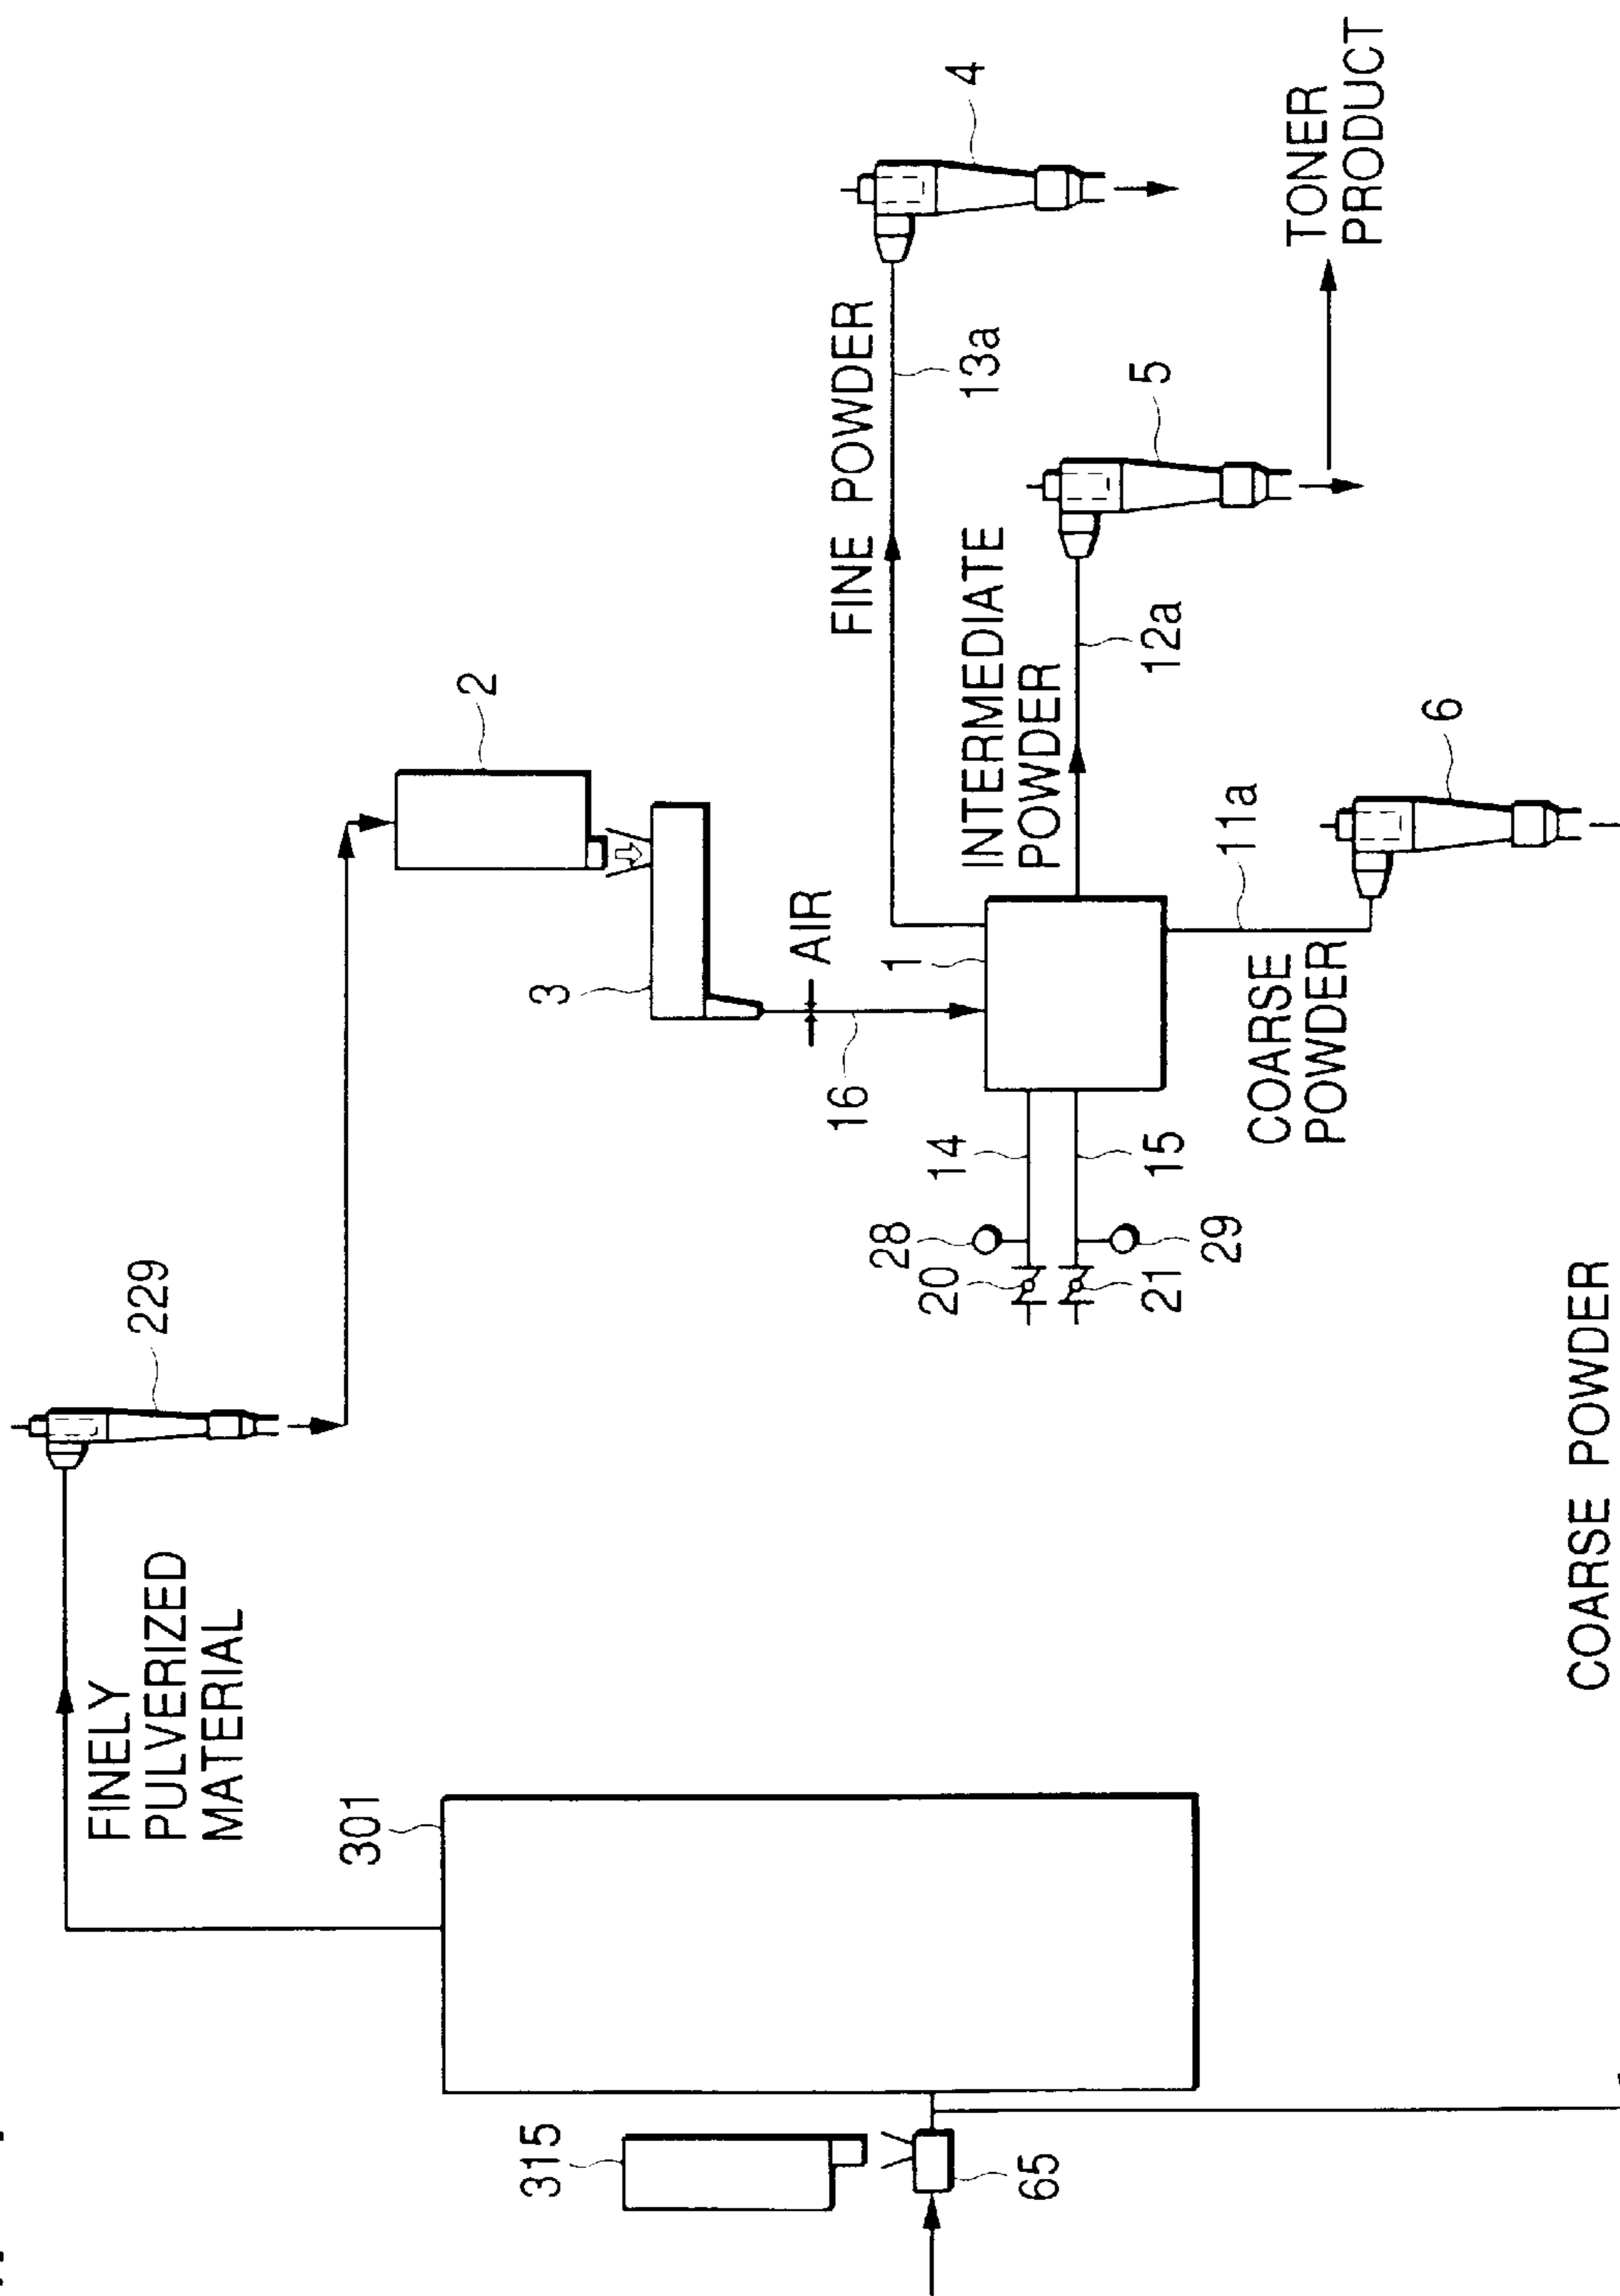 229
FINELY
PULVERIZED
MATERIAL
301
315
65
2
3
AIR
16
1
FINE POWDER
13a
4
INTERMEDIATE
POWDER
12a
5
TONER
PRODUCT
14
15
28
20
21
29
11a
6
COARSE
POWDER
COARSE POWDER